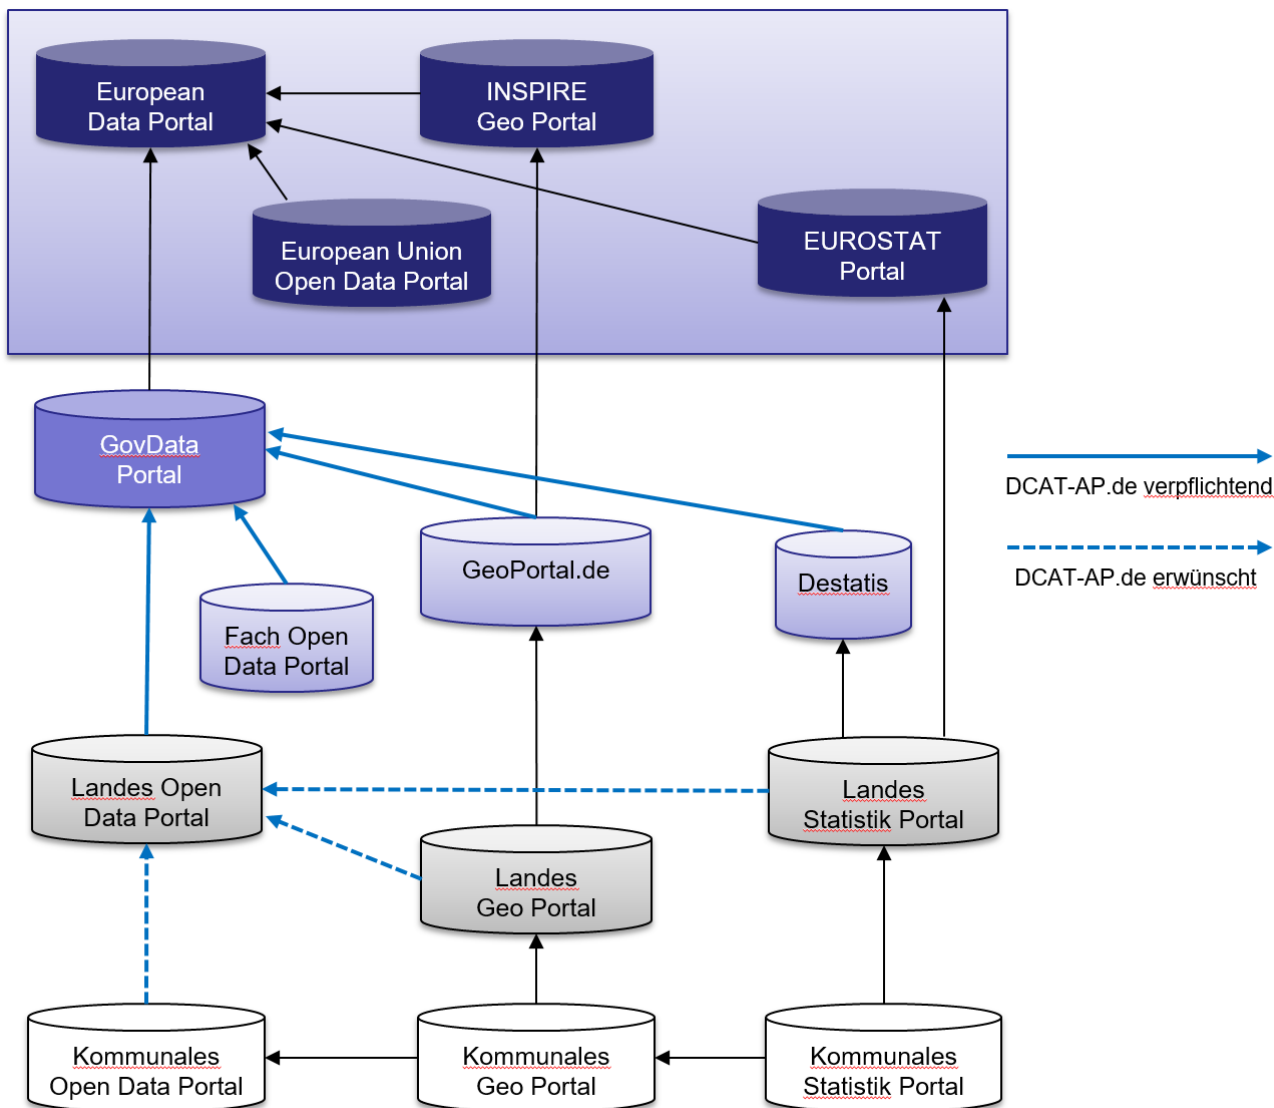 European
Data Portal
INSPIRE
Geo Portal
European Union
Open Data Portal
EUROSTAT
Portal
GovData
Portal
DCAT-AP.de verpflichtend
DCAT-AP.de erwünscht
GeoPortal.de
Destatis
Fach Open
Data Portal
Landes Open
Data Portal
Landes
Statistik Portal
Landes
Geo Portal
Kommunales
Open Data Portal
Kommunales
Geo Portal
Kommunales
Statistik Portal